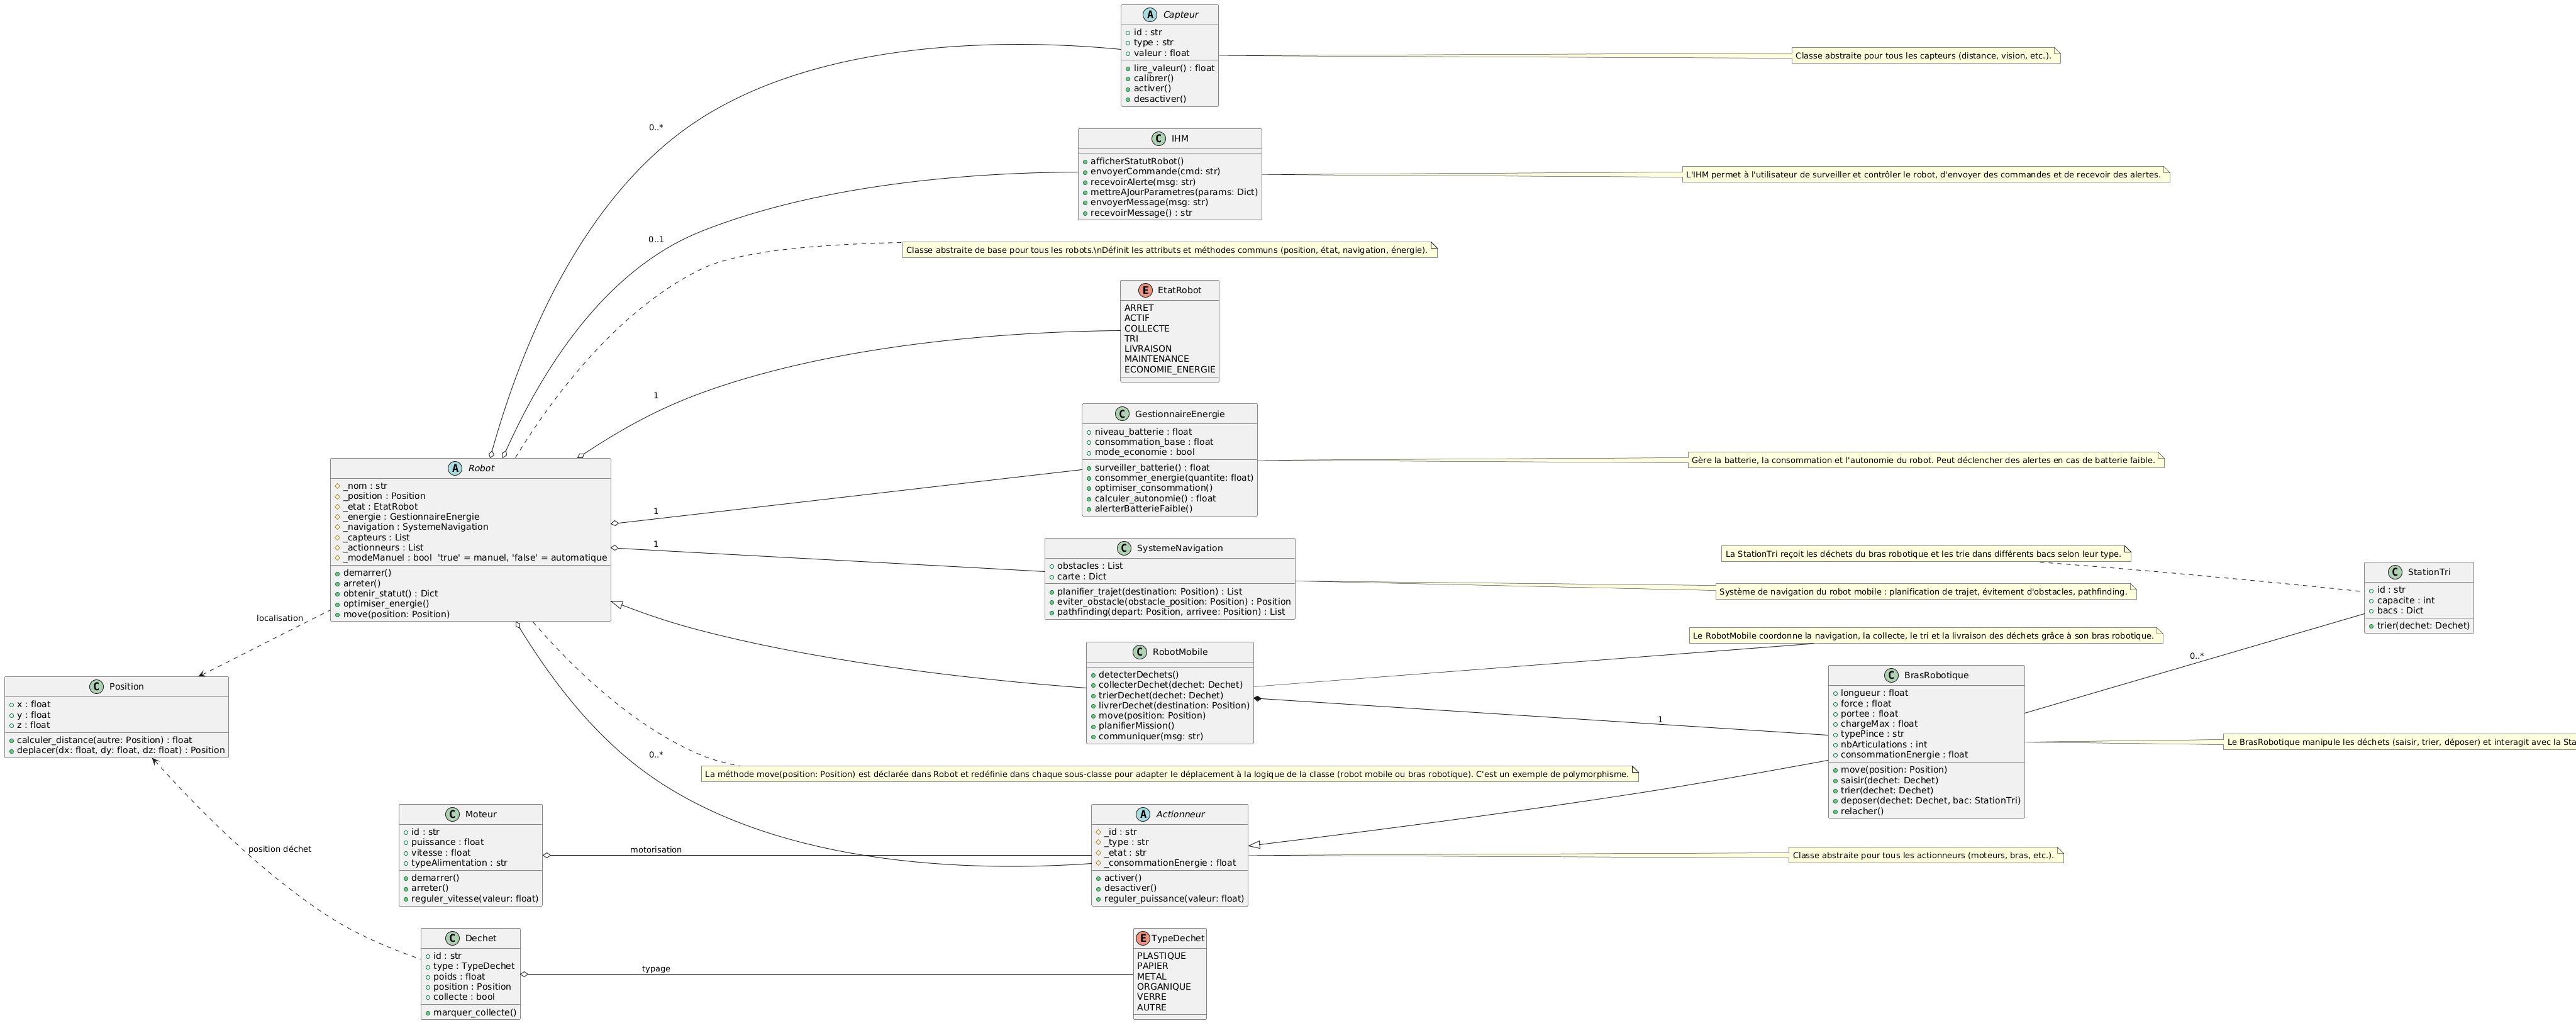 A Capteur
id : str
type : str
valeur : float
lire_valeur() : float
calibrer()
activer()
desactiver()
Classe abstraite pour tous les capteurs (distance, vision, etc.).
0..*
C IHM
afficherStatutRobot()
envoyerCommande(cmd: str)
recevoirAlerte(msg: str)
mettreAJourParametres(params: Dict)
envoyerMessage(msg: str)
recevoirMessage() : str
L'IHM permet à l'utilisateur de surveiller et contrôler le robot, d'envoyer des commandes et de recevoir des alertes.
0..1
Classe abstraite de base pour tous les robots.\nDéfinit les attributs et méthodes communs (position, état, navigation, énergie).
E EtatRobot
ARRET
ACTIF
COLLECTE
TRI
LIVRAISON
MAINTENANCE
ECONOMIE_ENERGIE
1
C GestionnaireEnergie
niveau_batterie : float
consommation_base : float
mode_economie : bool
surveiller_batterie() : float
consommer_energie(quantite: float)
optimiser_consommation()
calculer_autonomie() : float
alerterBatterieFaible()
Gère la batterie, la consommation et l'autonomie du robot. Peut déclencher des alertes en cas de batterie faible.
1
A Robot
_nom : str
_position : Position
_etat : EtatRobot
_energie : GestionnaireEnergie
_navigation : SystemeNavigation
_capteurs : List
_actionneurs : List
_modeManuel : bool 'true' = manuel, 'false' = automatique
demarrer()
arreter()
obtenir_statut() : Dict
optimiser_energie()
move(position: Position)
1
C SystemeNavigation
obstacles : List
carte : Dict
planifier_trajet(destination: Position) : List
eviter_obstacle(obstacle_position: Position) : Position
pathfinding(depart: Position, arrivee: Position) : List
Système de navigation du robot mobile : planification de trajet, évitement d'obstacles, pathfinding.
La StationTri reçoit les déchets du bras robotique et les trie dans différents bacs selon leur type.
C StationTri
id : str
capacite : int
bacs : Dict
trier(dechet: Dechet)
localisation
C Position
x : float
y : float
z : float
calculer_distance(autre: Position) : float
deplacer(dx: float, dy: float, dz: float) : Position
C RobotMobile
detecterDechets()
collecterDechet(dechet: Dechet)
trierDechet(dechet: Dechet)
livrerDechet(destination: Position)
move(position: Position)
planifierMission()
communiquer(msg: str)
Le RobotMobile coordonne la navigation, la collecte, le tri et la livraison des déchets grâce à son bras robotique.
0..*
1
C BrasRobotique
longueur : float
force : float
portee : float
chargeMax : float
typePince : str
nbArticulations : int
consommationEnergie : float
move(position: Position)
saisir(dechet: Dechet)
trier(dechet: Dechet)
deposer(dechet: Dechet, bac: StationTri)
relacher()
Le BrasRobotique manipule les déchets (saisir, trier, déposer) et interagit avec la Sta
0..*
La méthode move(position: Position) est déclarée dans Robot et redéfinie dans chaque sous-classe pour adapter le déplacement à la logique de la classe (robot mobile ou bras robotique). C'est un exemple de polymorphisme.
C Moteur
id : str
puissance : float
vitesse : float
typeAlimentation : str
demarrer()
arreter()
reguler_vitesse(valeur: float)
motorisation
A Actionneur
_id : str
_type : str
_etat : str
_consommationEnergie : float
activer()
desactiver()
reguler_puissance(valeur: float)
Classe abstraite pour tous les actionneurs (moteurs, bras, etc.).
position déchet
C Dechet
id : str
type : TypeDechet
poids : float
position : Position
collecte : bool
marquer_collecte()
typage
E TypeDechet
PLASTIQUE
PAPIER
METAL
ORGANIQUE
VERRE
AUTRE